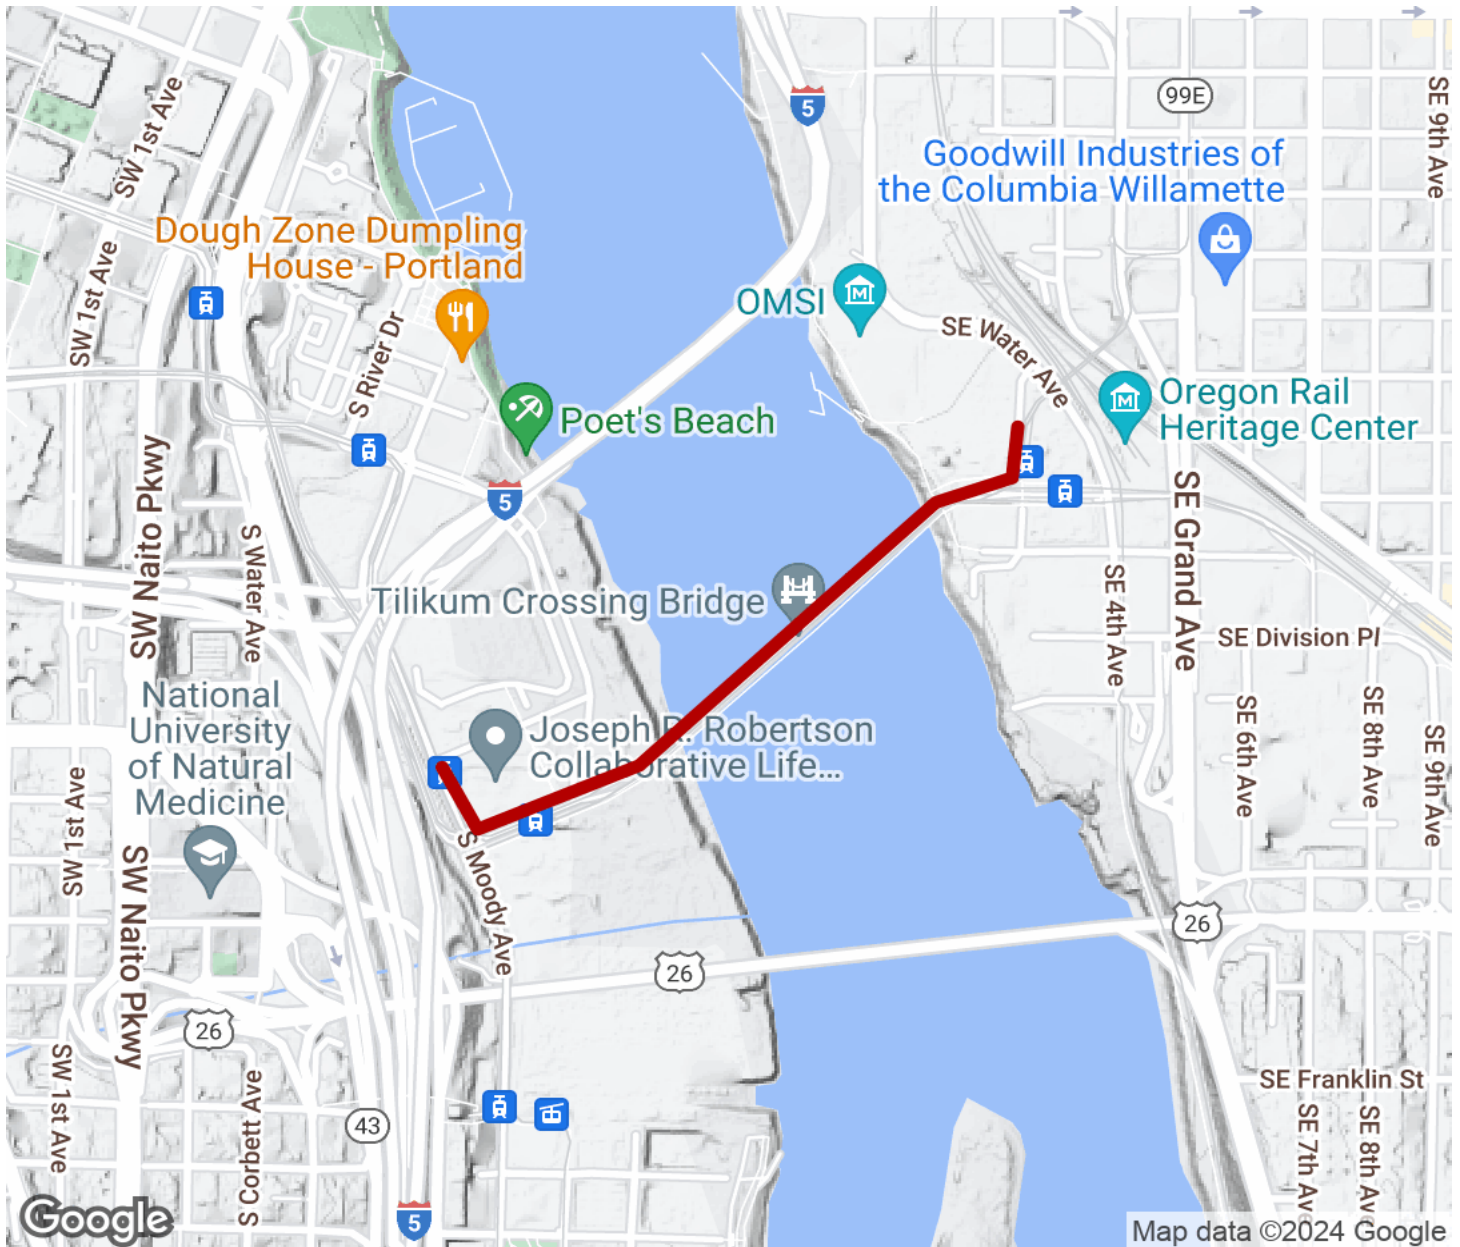 SW 1st Ave
5
99E
SE 9th Ave
Goodwill Industries of
the Columbia Willamette
Dough Zone Dumpling
House - Portland
SW 1st Ave
OMSI
S River Dr
SE Water Ave
Oregon Rail
Heritage Center
Poet's Beach
5
SW Naito Pkwy
S Water Ave
SE Grand Ave
Tilikum Crossing Bridge
SE 4th Ave
SE Division Pl
National
University
of Natural
Medicine
Joseph R. Robertson
Collaborative Life...
SE 6th Ave
SE 8th Ave
SE 9th Ave
SW 1st Ave
SW Naito Pkwy
S Moody Ave
26
26
26
SW 1st Ave
S Corbett Ave
43
SE Franklin St
SE 7th Ave
SE 8th Ave
5
Google
Map data ©2024 Google